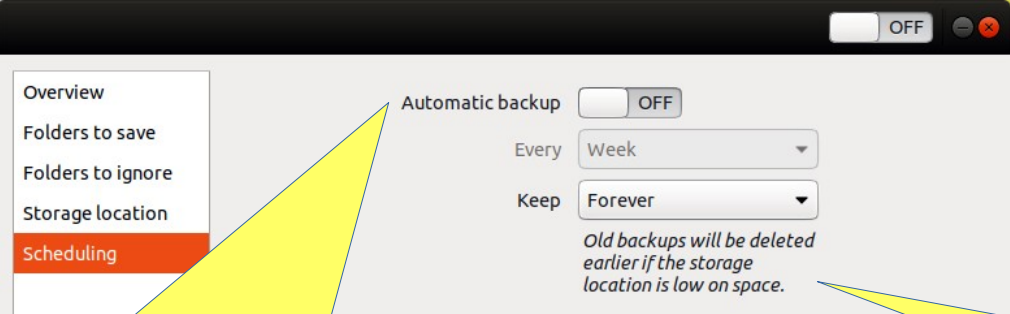 OFF
Overview
Folders to save
Folders to ignore
Storage location
Scheduling
Automatic backup OFF
Every Week
Keep Forever
Old backups will be deleted
earlier if the storage
location is low on space.